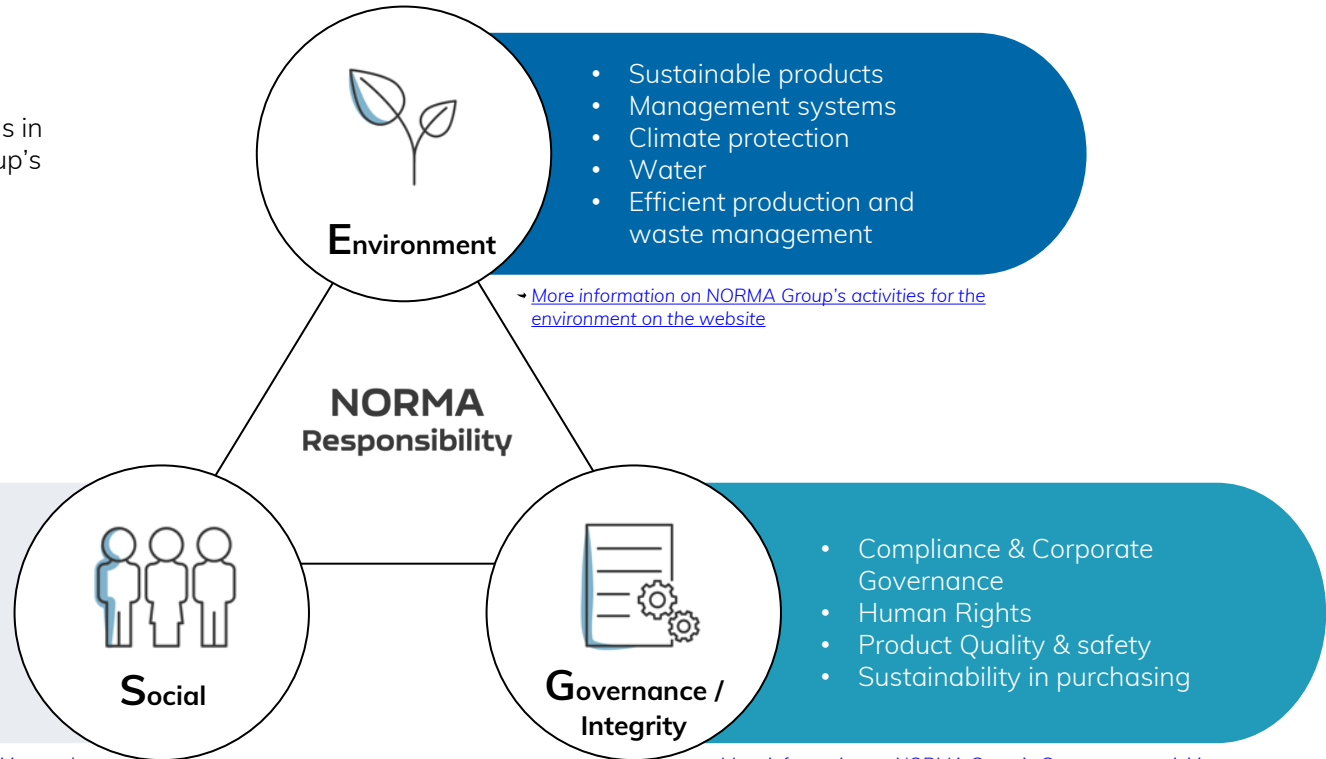 s in
up's
• Sustainable products
• Management systems
• Climate protection
• Water
• Efficient production and
waste management
Environment
More information on NORMA Group's activities for the
environment on the website
NORMA
Responsibility
Social
Governance /
Integrity
• Compliance & Corporate
Governance
• Human Rights
• Product Quality & safety
• Sustainability in purchasing